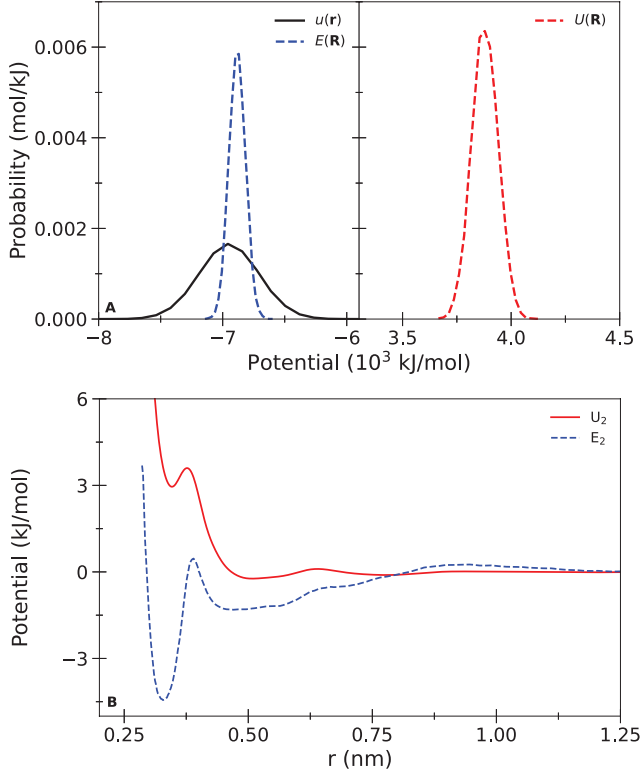 u(r)
E(R)
U(R)
Probability (mol/kJ)
0.006
0.004
0.002
0.000
A
−8
−7
−6
3.5
4.0
4.5
Potential (10³ kJ/mol)
U₂
E₂
Potential (kJ/mol)
6
3
0
−3
B
0.25
0.50
0.75
1.00
1.25
r (nm)